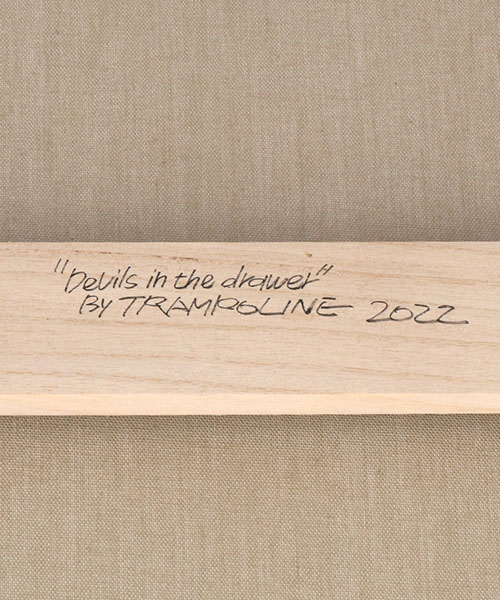 "Devils in the drawer"
BY TRAMPOLINE 2022